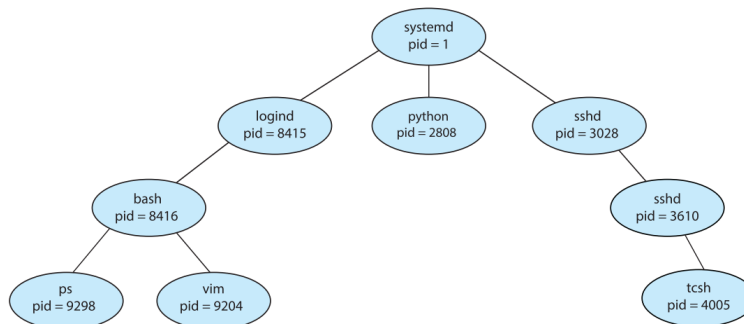 systemd
pid = 1
logind
pid = 8415
python
pid = 2808
sshd
pid = 3028
bash
pid = 8416
sshd
pid = 3610
ps
pid = 9298
vim
pid = 9204
tcsh
pid = 4005